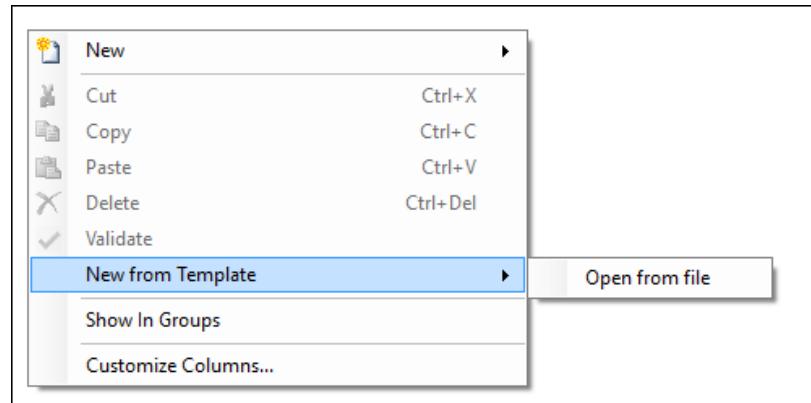 New
Cut Ctrl+X
Copy Ctrl+C
Paste Ctrl+V
Delete Ctrl+Del
Validate
New from Template Open from file
Show In Groups
Customize Columns...